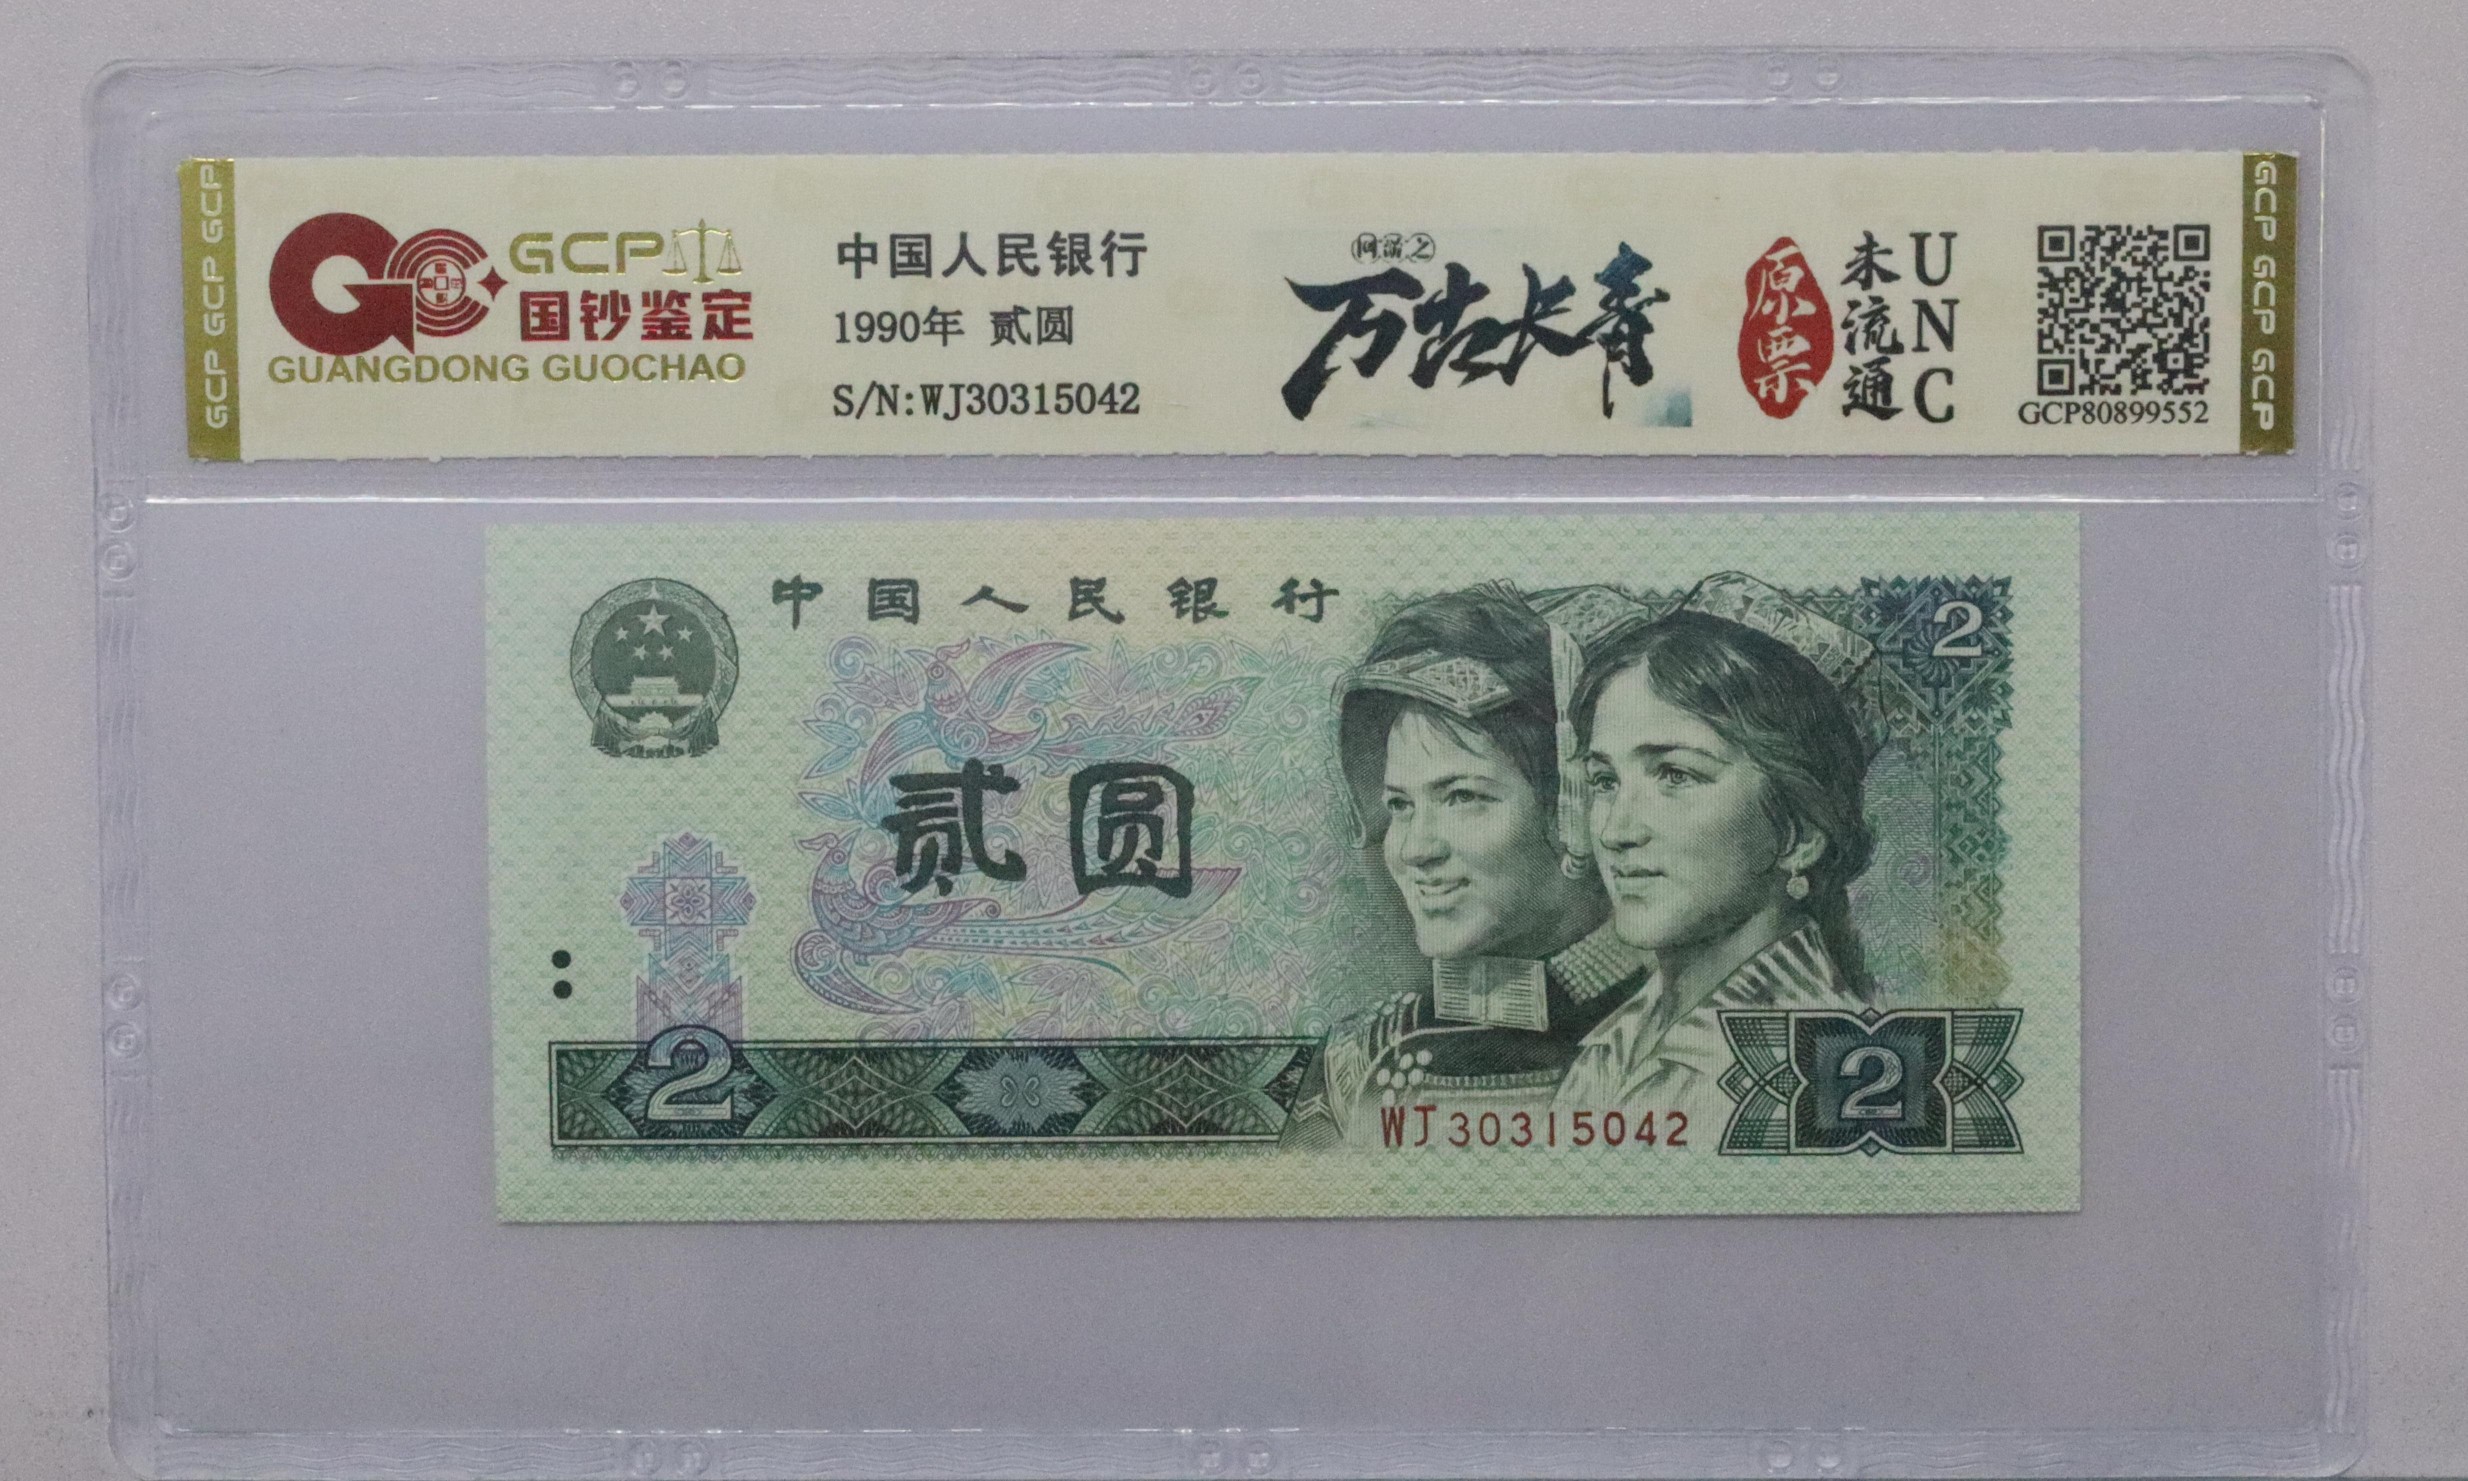 GCP GCP GCP
GCP
国钞鉴定
GUANGDONG GUOCHAO
中国人民银行
1990年 贰圆
S/N:WJ30315042
万古长青
原票
未流通
UNC
GCP80899552
GCP GCP GCP
中国人民银行
2
贰圆
2
WJ30315042
2